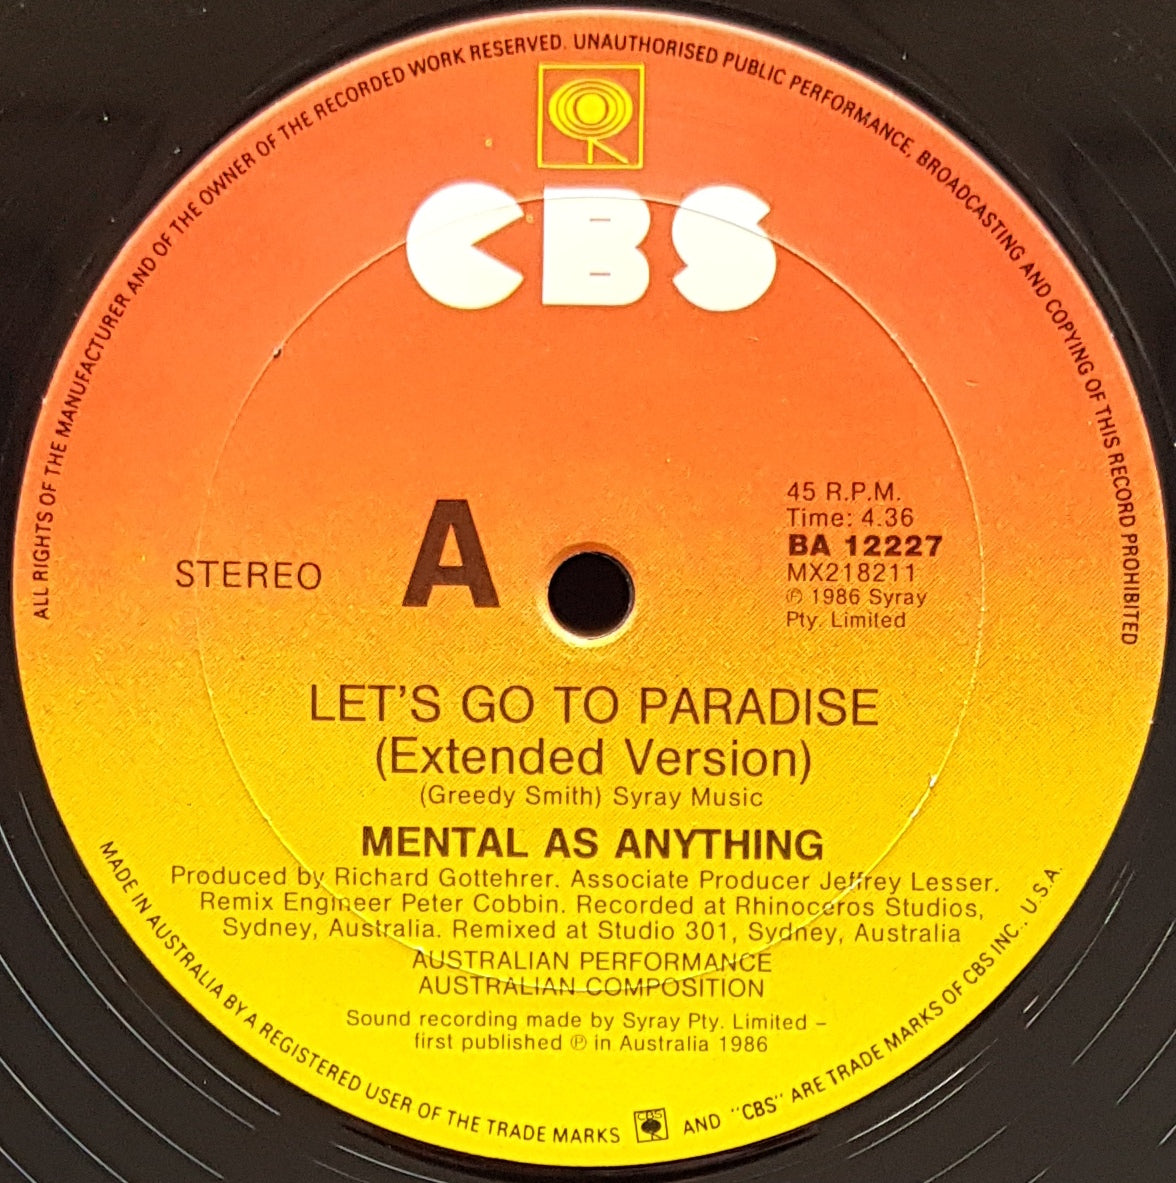 ALL RIGHTS OF THE MANUFACTURER AND OF THE OWNER OF THE RECORDED WORK RESERVED. UNAUTHORISED PUBLIC PERFORMANCE, BROADCASTING AND COPYING OF THIS RECORD PROHIBITED
CBS
STEREO
A
45 R.P.M.
Time: 4.36
BA 12227
MX218211
℗ 1986 Syray
Pty. Limited
LET'S GO TO PARADISE
(Extended Version)
(Greedy Smith) Syray Music
MENTAL AS ANYTHING
Produced by Richard Gottehrer. Associate Producer Jeffrey Lesser.
Remix Engineer Peter Cobbin. Recorded at Rhinoceros Studios,
Sydney, Australia. Remixed at Studio 301, Sydney, Australia
AUSTRALIAN PERFORMANCE
AUSTRALIAN COMPOSITION
Sound recording made by Syray Pty. Limited –
first published ℗ in Australia 1986
MADE IN AUSTRALIA BY A REGISTERED USER OF THE TRADE MARKS CBS AND "CBS" ARE TRADE MARKS OF CBS INC., U.S.A.